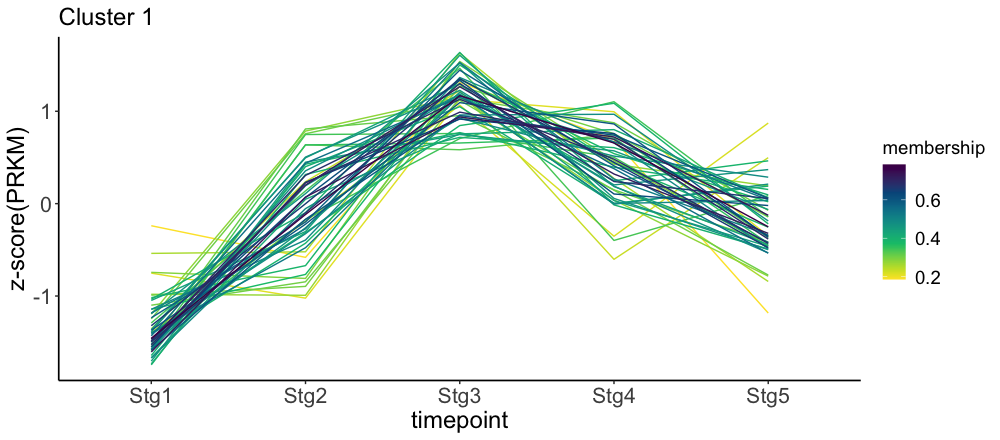 Cluster 1
z-score(PRKM)
1
0
-1
Stg1 Stg2 Stg3 Stg4 Stg5
timepoint
membership
0.6
0.4
0.2